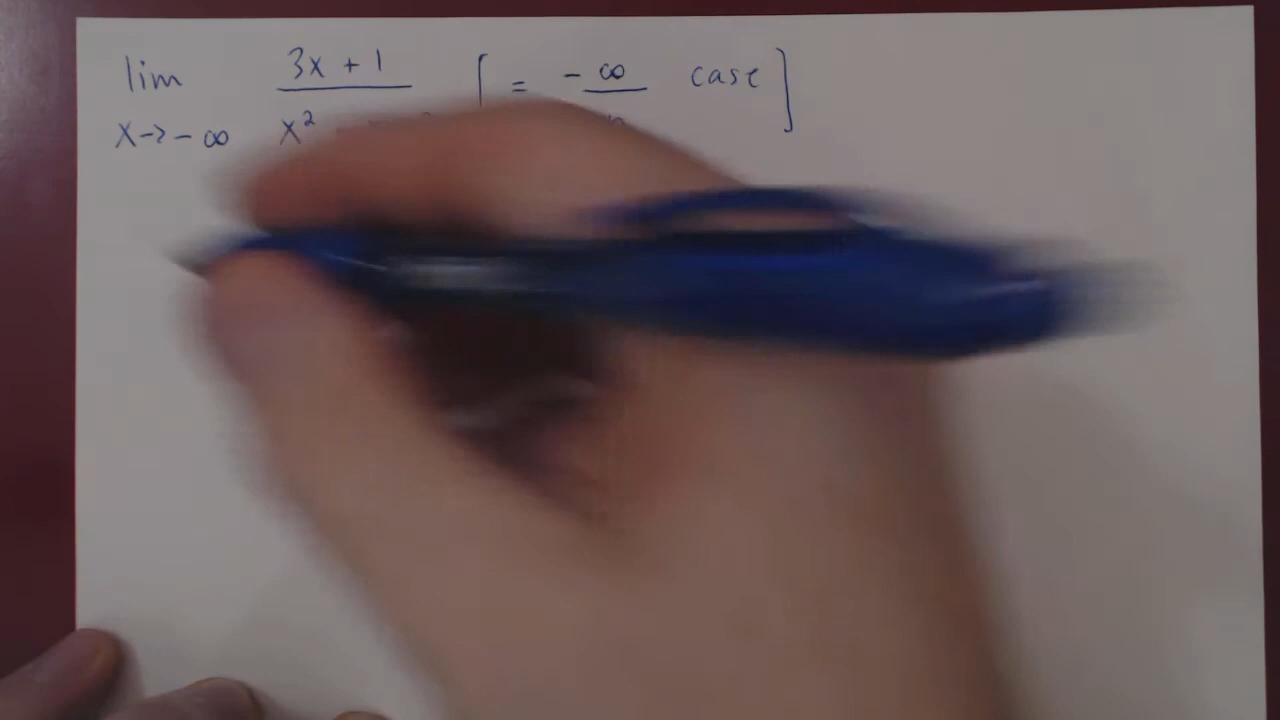 lim 3x + 1 [ = - ∞ case ]
x→ - ∞ x²